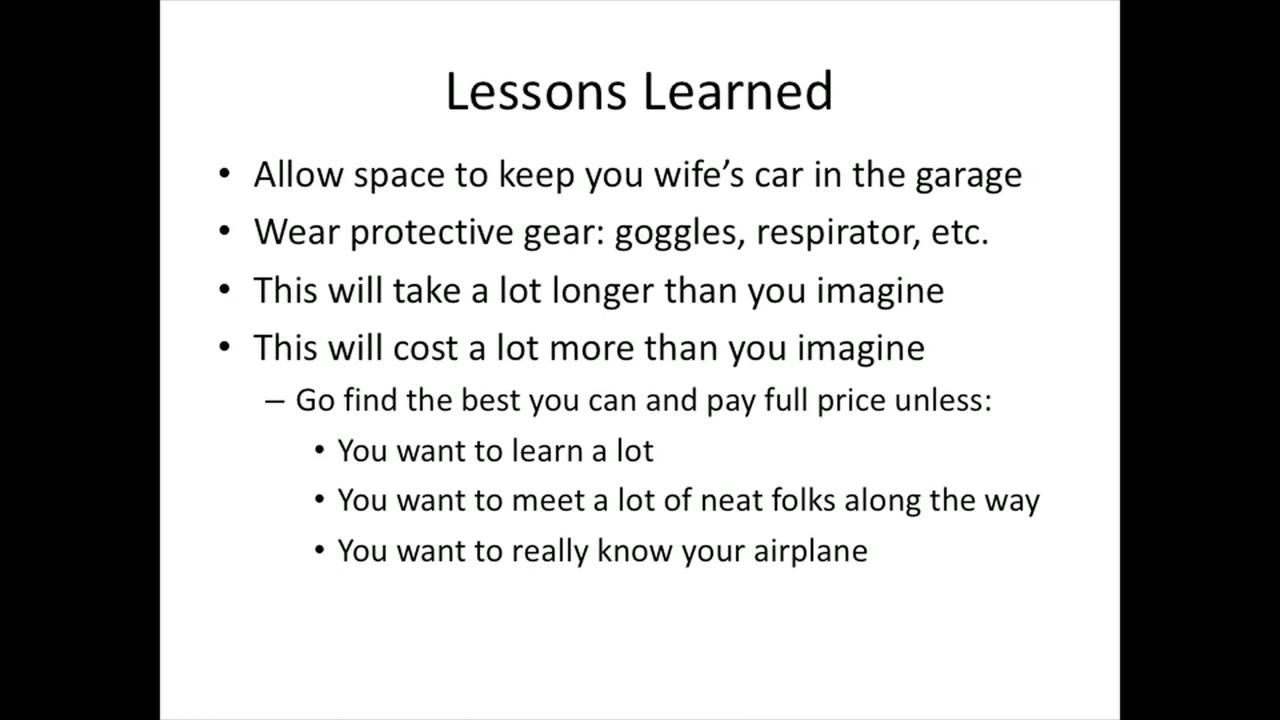 Lessons Learned
• Allow space to keep you wife's car in the garage
• Wear protective gear: goggles, respirator, etc.
• This will take a lot longer than you imagine
• This will cost a lot more than you imagine
– Go find the best you can and pay full price unless:
• You want to learn a lot
• You want to meet a lot of neat folks along the way
• You want to really know your airplane